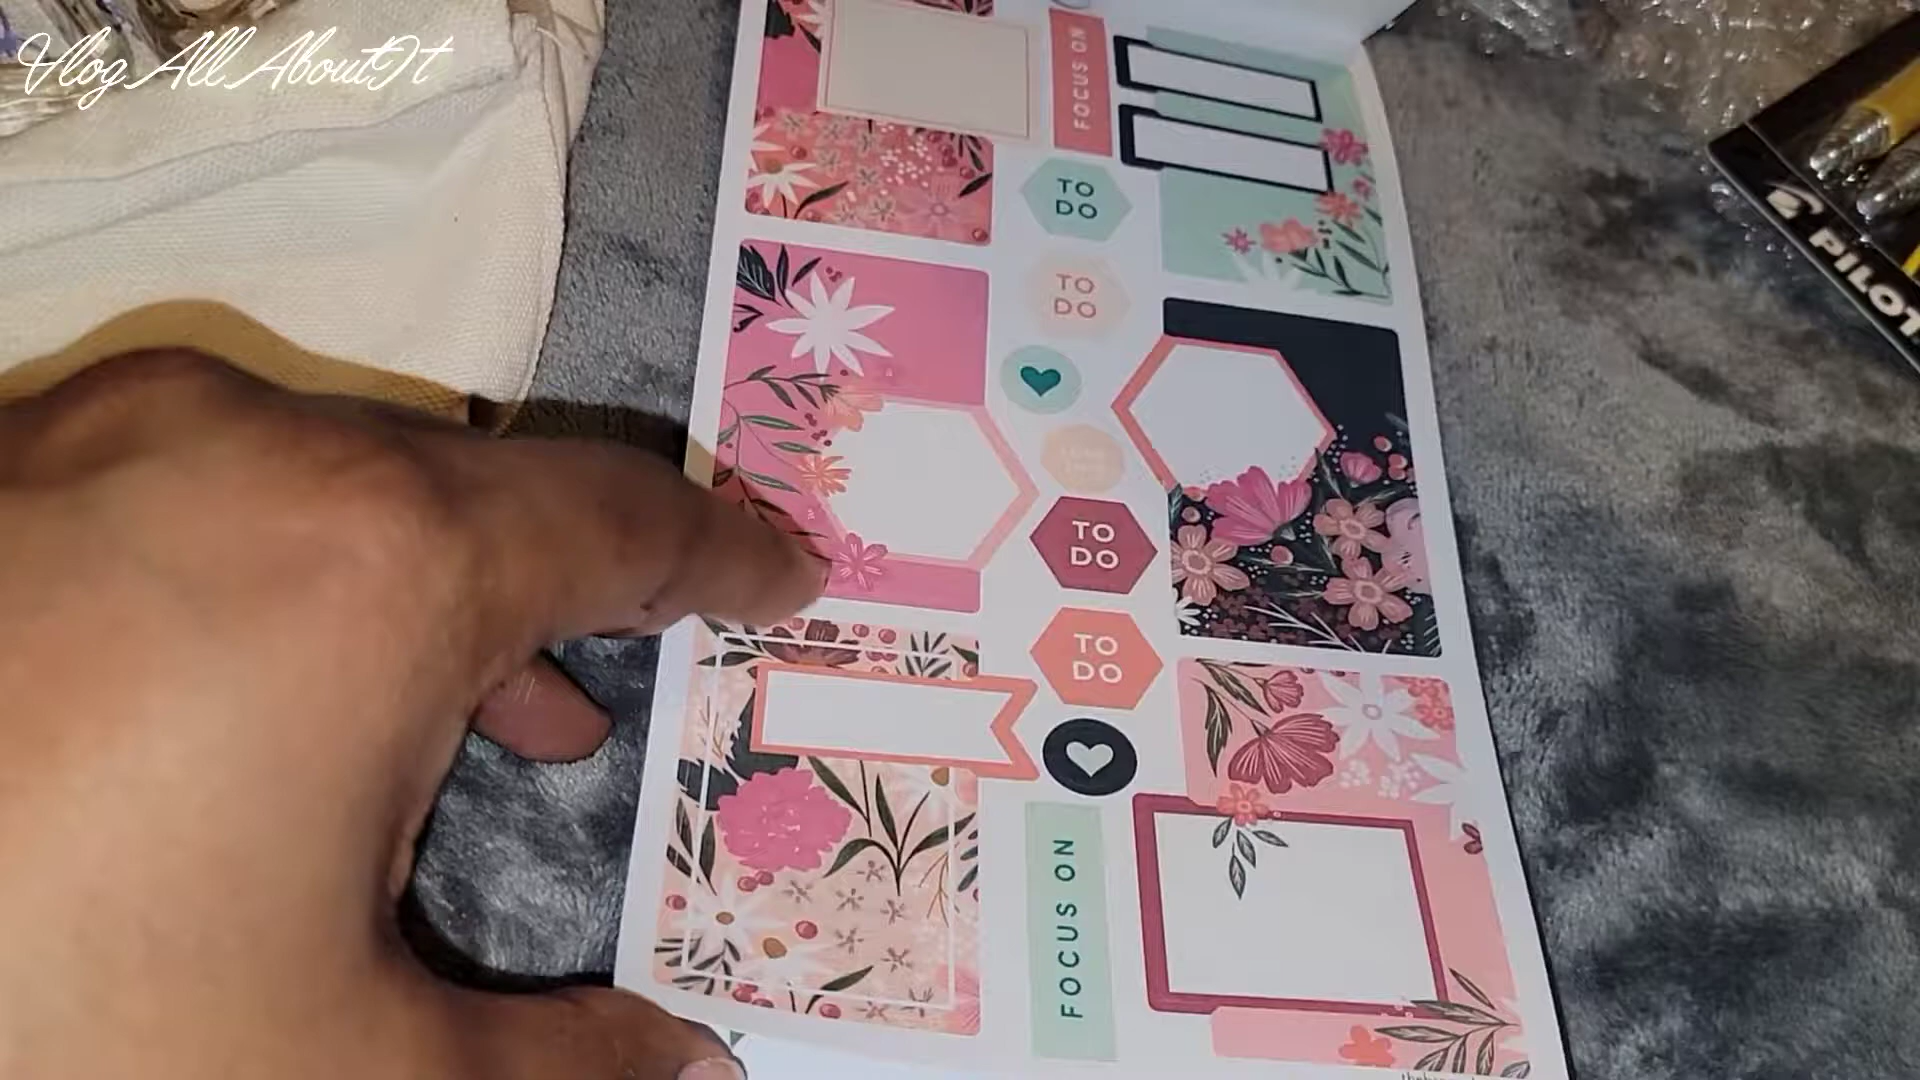 Vlog All About It
FOCUS ON
TO
DO
TO
DO
TO
DO
TO
DO
FOCUS ON
PILOT